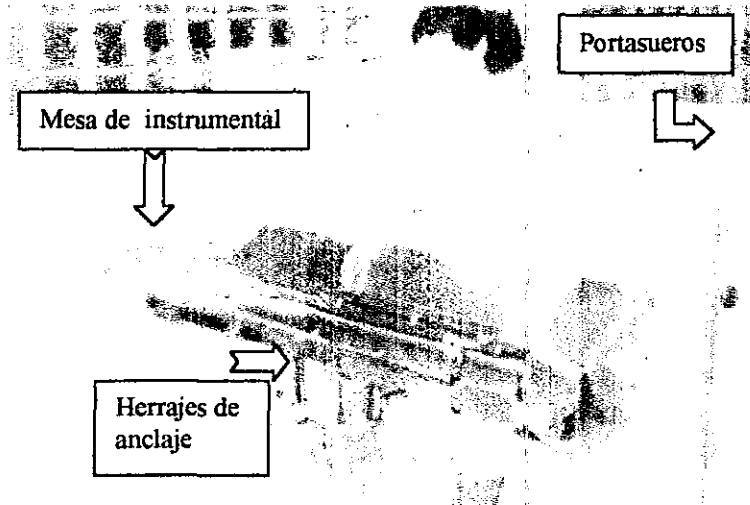 Portasueros
Mesa de instrumental
Herrajes de
anclaje